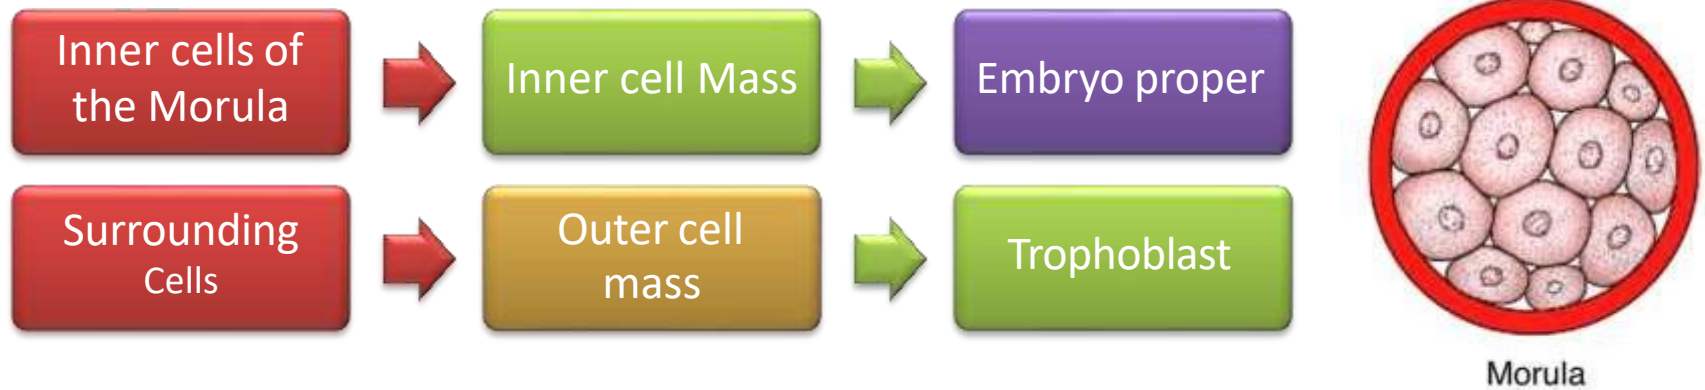 Inner cells of
the Morula
Inner cell Mass
Embryo proper
Surrounding
Cells
Outer cell
mass
Trophoblast
Morula